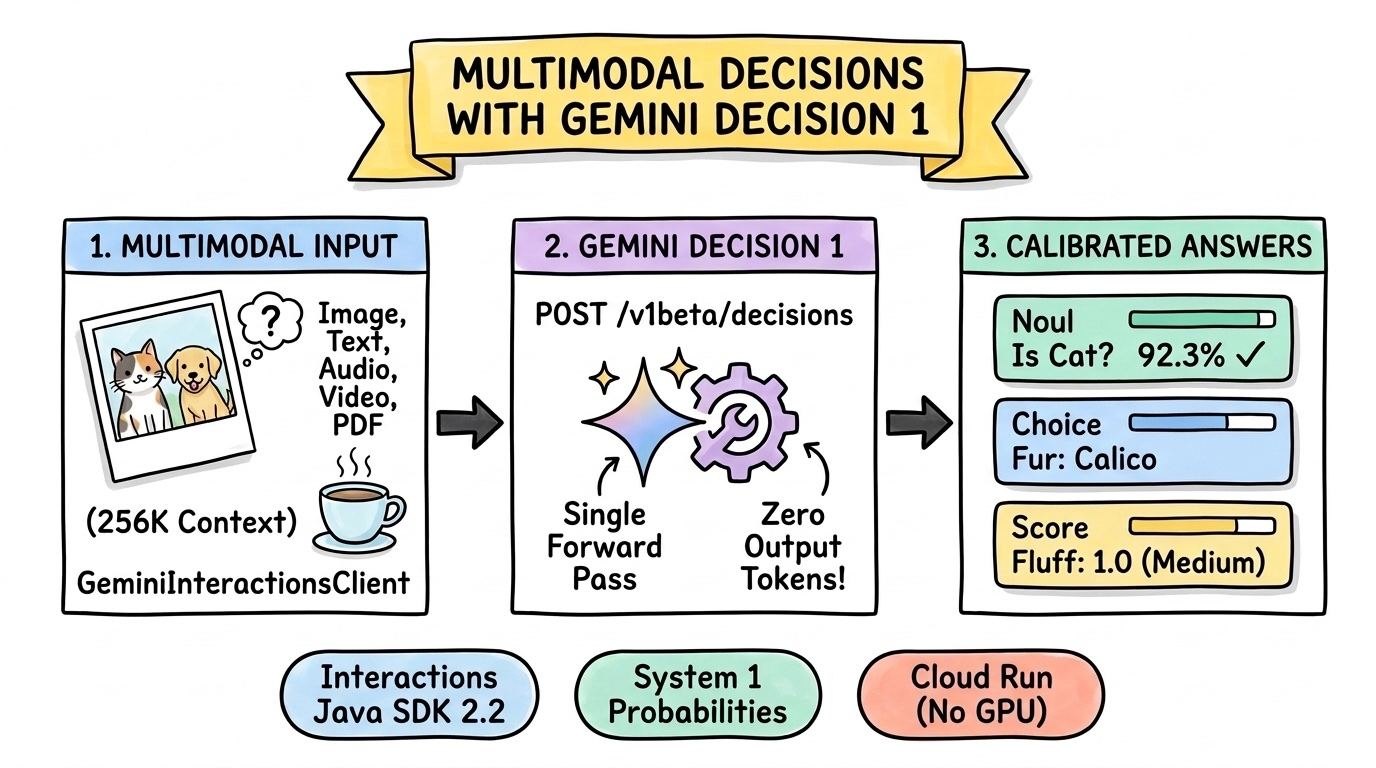 MULTIMODAL DECISIONS
WITH GEMINI DECISION 1
1. MULTIMODAL INPUT
?
Image,
Text,
Audio,
Video,
PDF
(256K Context)
GeminiInteractionsClient
2. GEMINI DECISION 1
POST /v1beta/decisions
Single
Forward
Pass
Zero
Output
Tokens!
3. CALIBRATED ANSWERS
Noul
Is Cat? 92.3% ✓
Choice
Fur: Calico
Score
Fluff: 1.0 (Medium)
Interactions
Java SDK 2.2
System 1
Probabilities
Cloud Run
(No GPU)